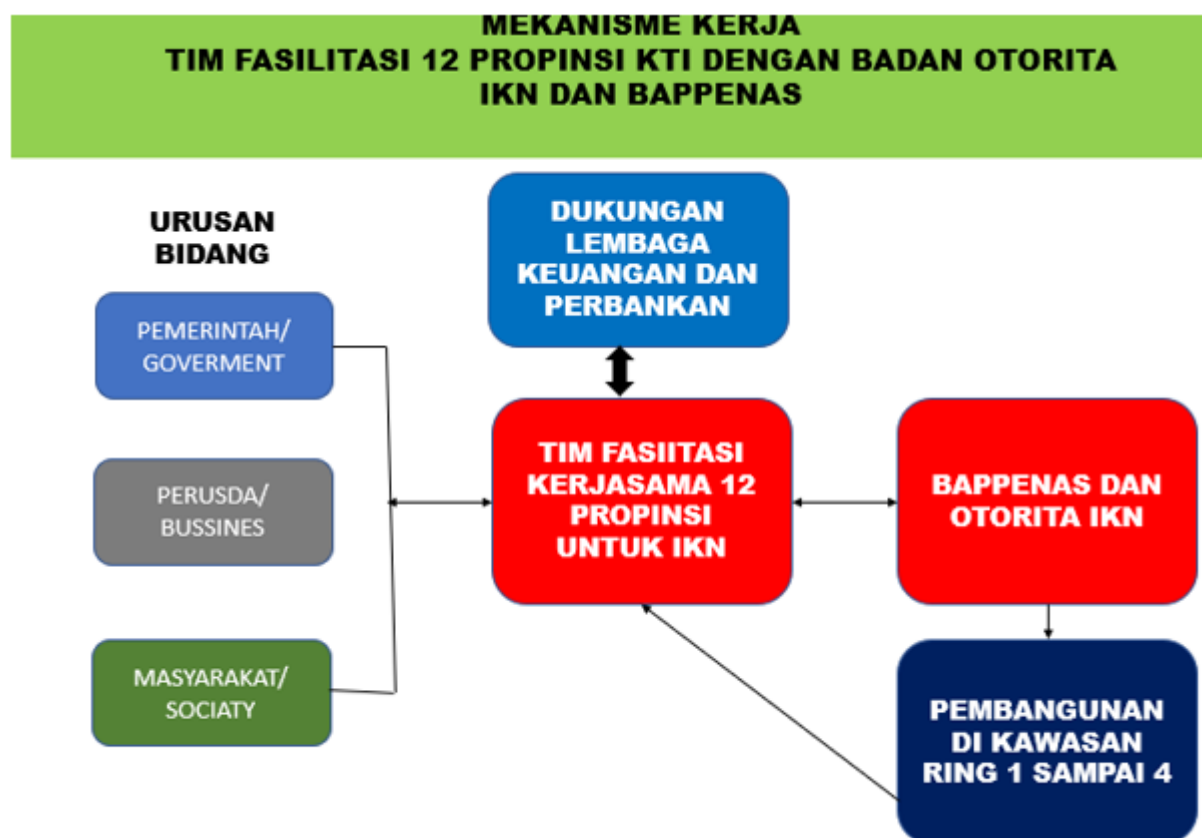 MEKANISME KERJA
TIM FASILITASI 12 PROPINSI KTI DENGAN BADAN OTORITA
IKN DAN BAPPENAS
URUSAN
BIDANG
PEMERINTAH/
GOVERMENT
PERUSDA/
BUSSINES
MASYARAKAT/
SOCIATY
DUKUNGAN
LEMBAGA
KEUANGAN DAN
PERBANKAN
TIM FASIITASI
KERJASAMA 12
PROPINSI
UNTUK IKN
BAPPENAS DAN
OTORITA IKN
PEMBANGUNAN
DI KAWASAN
RING 1 SAMPAI 4